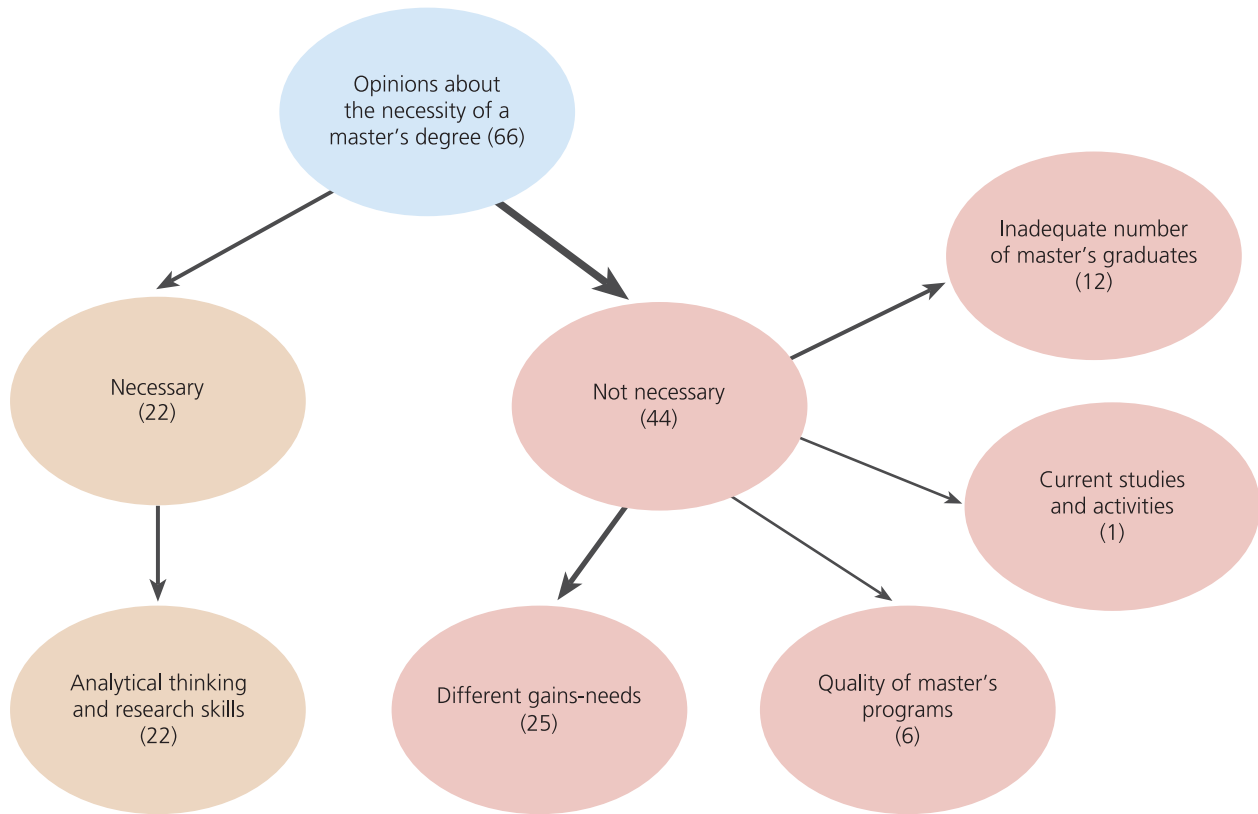 Opinions about
the necessity of a
master's degree (66)
Inadequate number
of master's graduates
(12)
Necessary
(22)
Not necessary
(44)
Current studies
and activities
(1)
Analytical thinking
and research skills
(22)
Different gains-needs
(25)
Quality of master's
programs
(6)